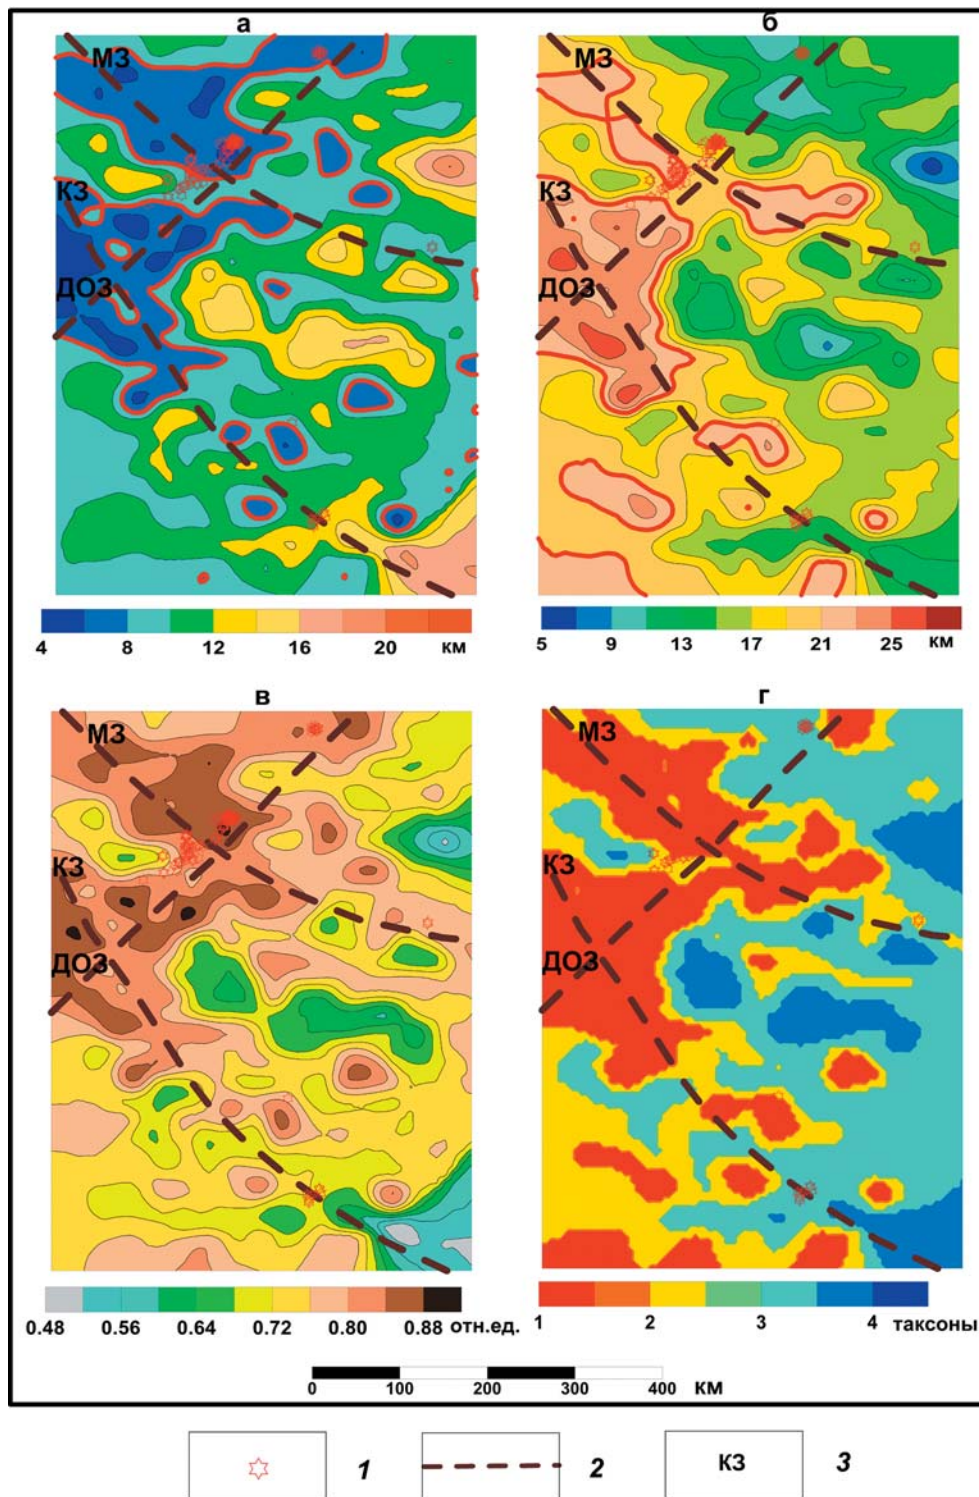 а б
МЗ МЗ
КЗ КЗ
ДОЗ ДОЗ
4 8 12 16 20 км
5 9 13 17 21 25 км
в г
МЗ МЗ
КЗ КЗ
ДОЗ ДОЗ
0.48 0.56 0.64 0.72 0.80 0.88 отн.ед.
1 2 3 4 таксоны
0 100 200 300 400 км
1 2 КЗ 3